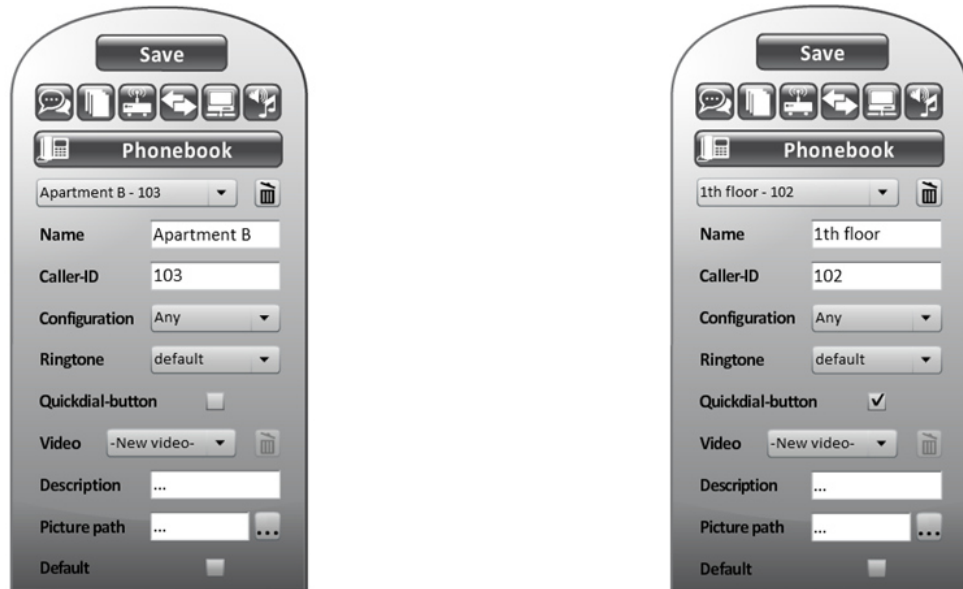 Save
Phonebook
Apartment B - 103
Name Apartment B
Caller-ID 103
Configuration Any
Ringtone default
Quickdial-button
Video -New video-
Description ...
Picture path ... ...
Default
Save
Phonebook
1th floor - 102
Name 1th floor
Caller-ID 102
Configuration Any
Ringtone default
Quickdial-button
Video -New video-
Description ...
Picture path ... ...
Default